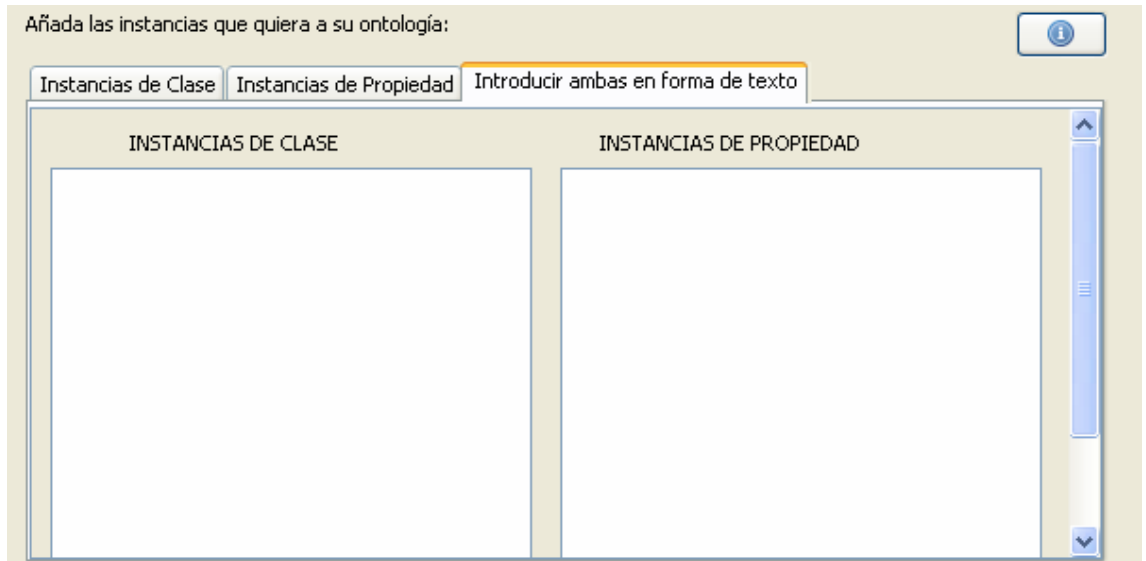 Añada las instancias que quiera a su ontología:
Instancias de Clase Instancias de Propiedad Introducir ambas en forma de texto
INSTANCIAS DE CLASE INSTANCIAS DE PROPIEDAD